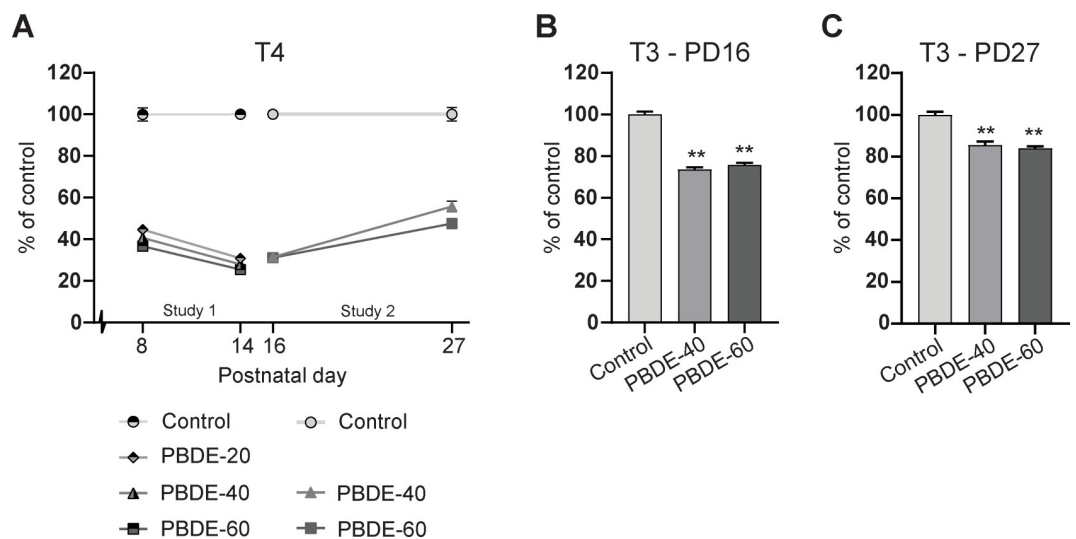 A
T4
% of control
120
100
80
60
40
20
0
Study 1
Study 2
8
14
16
27
Postnatal day
Control
PBDE-20
PBDE-40
PBDE-60
Control
PBDE-40
PBDE-60
B
T3 - PD16
% of control
120
100
80
60
40
20
0
**
**
Control
PBDE-40
PBDE-60
C
T3 - PD27
% of control
120
100
80
60
40
20
0
**
**
Control
PBDE-40
PBDE-60